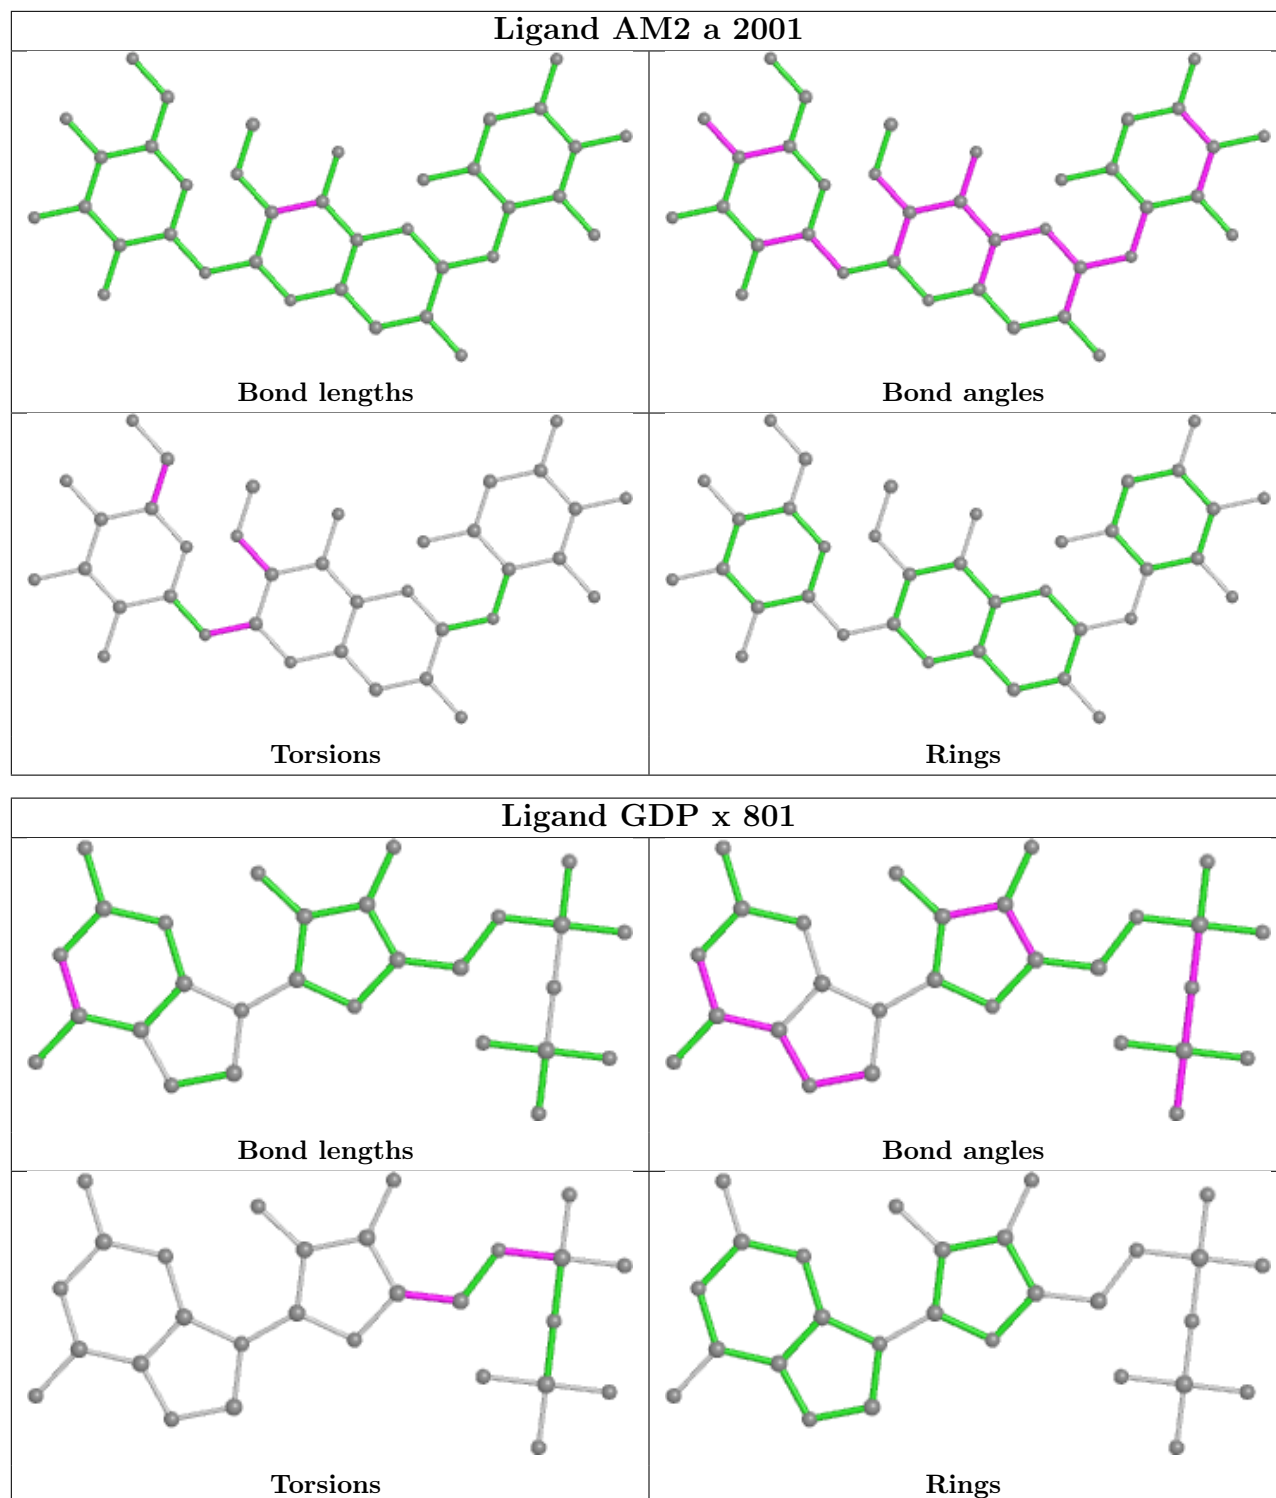 Ligand AM2 a 2001
Bond lengths
Bond angles
Torsions
Rings
Ligand GDP x 801
Bond lengths
Bond angles
Torsions
Rings